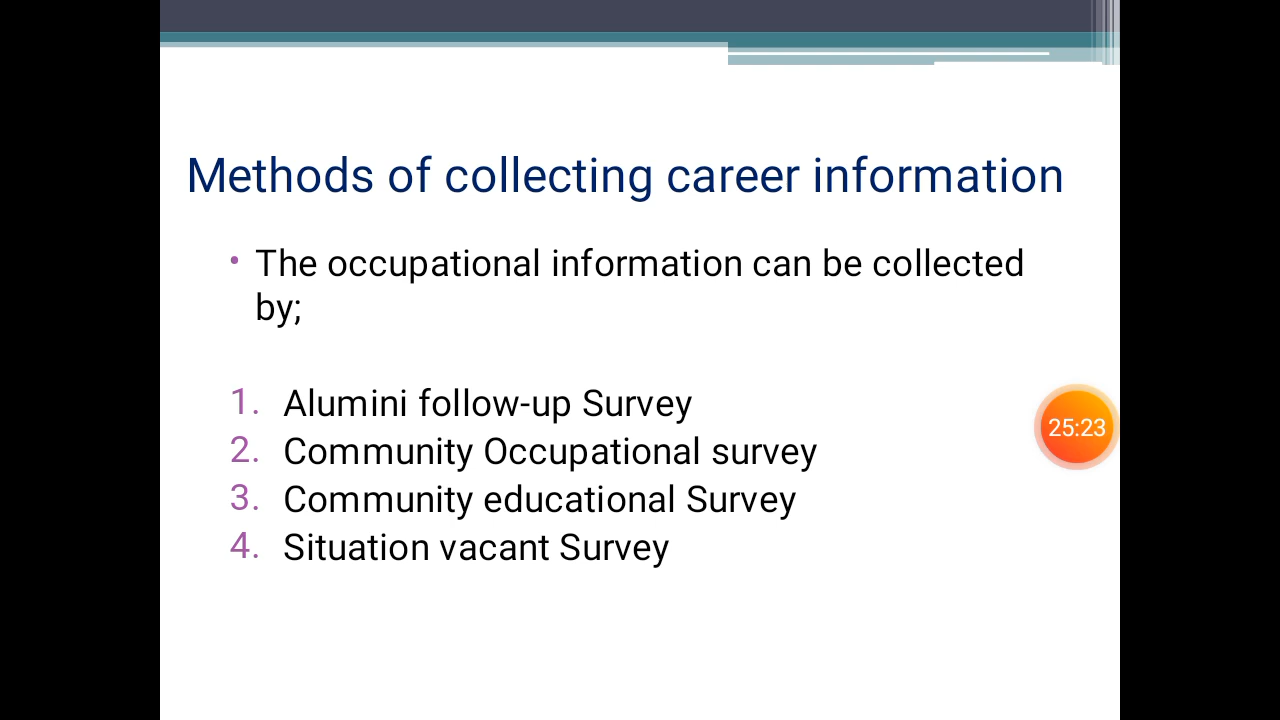 Methods of collecting career information
• The occupational information can be collected
by;
1. Alumini follow-up Survey
2. Community Occupational survey
25:23
3. Community educational Survey
4. Situation vacant Survey